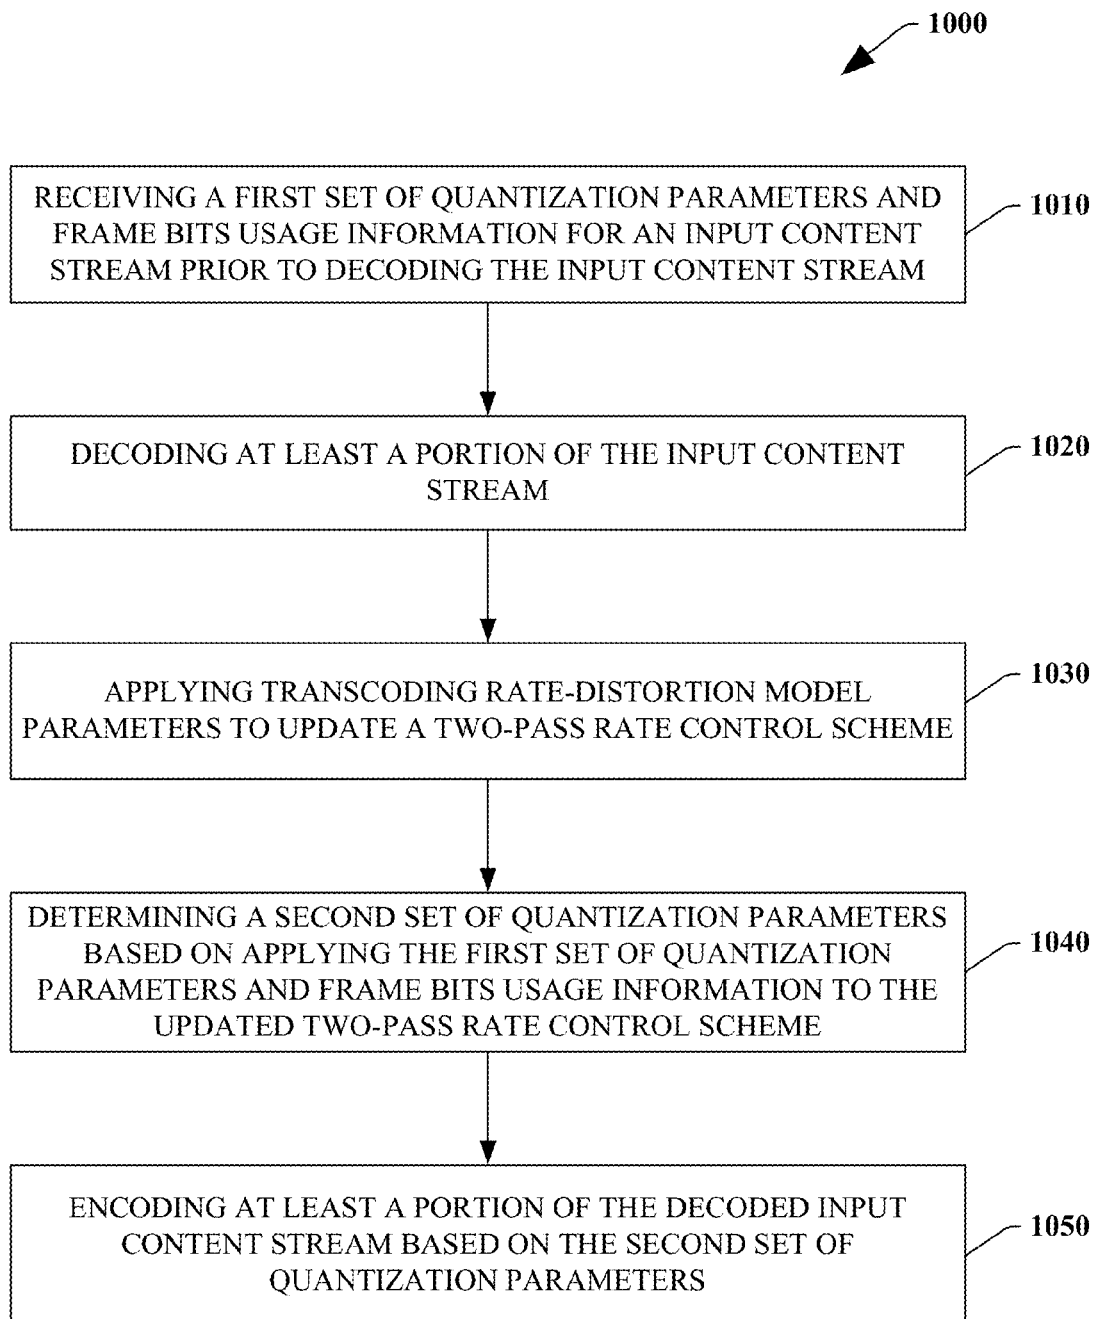 1000
RECEIVING A FIRST SET OF QUANTIZATION PARAMETERS AND
FRAME BITS USAGE INFORMATION FOR AN INPUT CONTENT
STREAM PRIOR TO DECODING THE INPUT CONTENT STREAM
1010
DECODING AT LEAST A PORTION OF THE INPUT CONTENT
STREAM
1020
APPLYING TRANSCODING RATE-DISTORTION MODEL
PARAMETERS TO UPDATE A TWO-PASS RATE CONTROL SCHEME
1030
DETERMINING A SECOND SET OF QUANTIZATION PARAMETERS
BASED ON APPLYING THE FIRST SET OF QUANTIZATION
PARAMETERS AND FRAME BITS USAGE INFORMATION TO THE
UPDATED TWO-PASS RATE CONTROL SCHEME
1040
ENCODING AT LEAST A PORTION OF THE DECODED INPUT
CONTENT STREAM BASED ON THE SECOND SET OF
QUANTIZATION PARAMETERS
1050